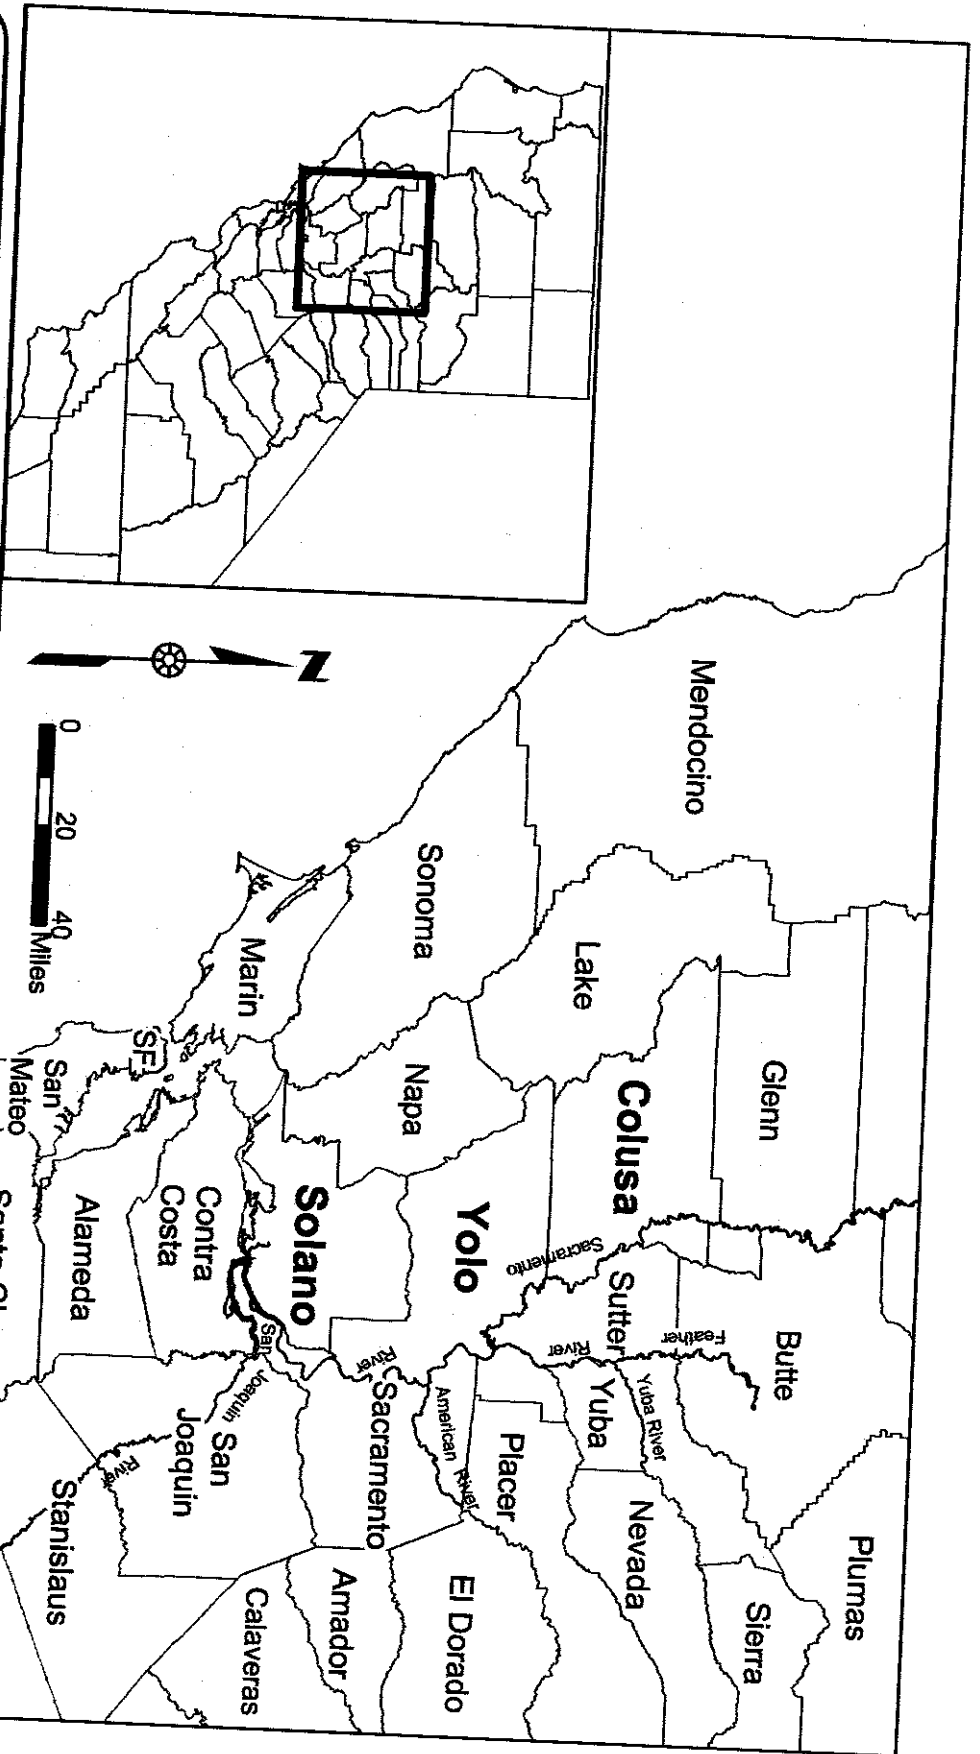 Plumas
Mendocino
Glenn
Butte
Sierra
Lake
Colusa
Sacramento
Sutter
Feather
River
Yuba
Yuba River
Nevada
Sonoma
Napa
Yolo
Placer
El Dorado
River
American River
Sacramento
Marin
Solano
Amador
Contra
Costa
San
Joaquin
River
San
Joaquin
Calaveras
SF
San
Mateo
Alameda
Stanislaus
N
0 20 40
Miles